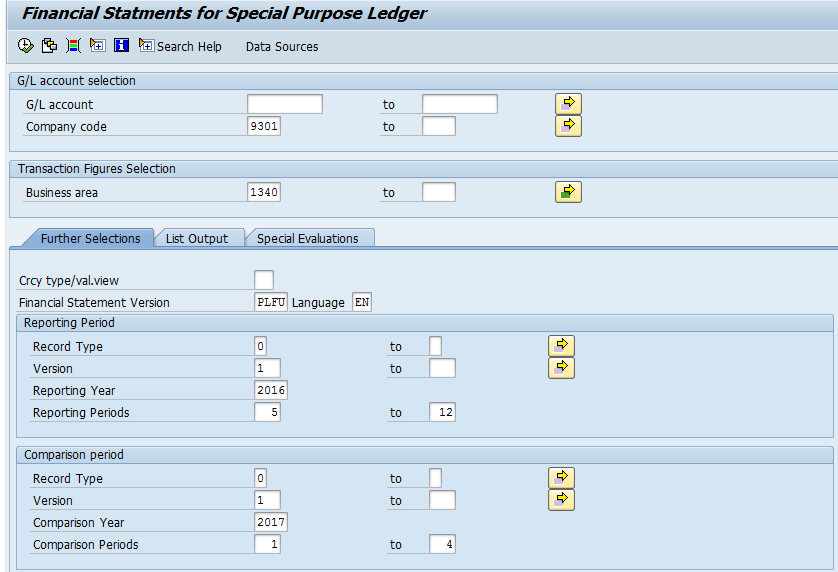 Financial Statments for Special Purpose Ledger
Search Help Data Sources
G/L account selection
G/L account to
Company code 9301 to
Transaction Figures Selection
Business area 1340 to
Further Selections List Output Special Evaluations
Crcy type/val.view
Financial Statement Version PLFU Language EN
Reporting Period
Record Type 0 to
Version 1 to
Reporting Year 2016
Reporting Periods 5 to 12
Comparison period
Record Type 0 to
Version 1 to
Comparison Year 2017
Comparison Periods 1 to 4